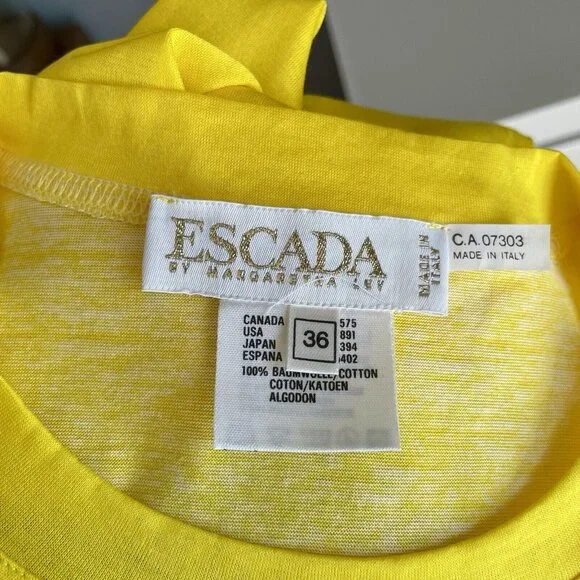 ESCADA
BY MARGARETHA LEY
MADE IN
ITALY
C.A. 07303
MADE IN ITALY
CANADA 575
USA 891
JAPAN 394
ESPANA 402
36
100% BAUMWOLLE/COTTON
COTON/KATOEN
ALGODON